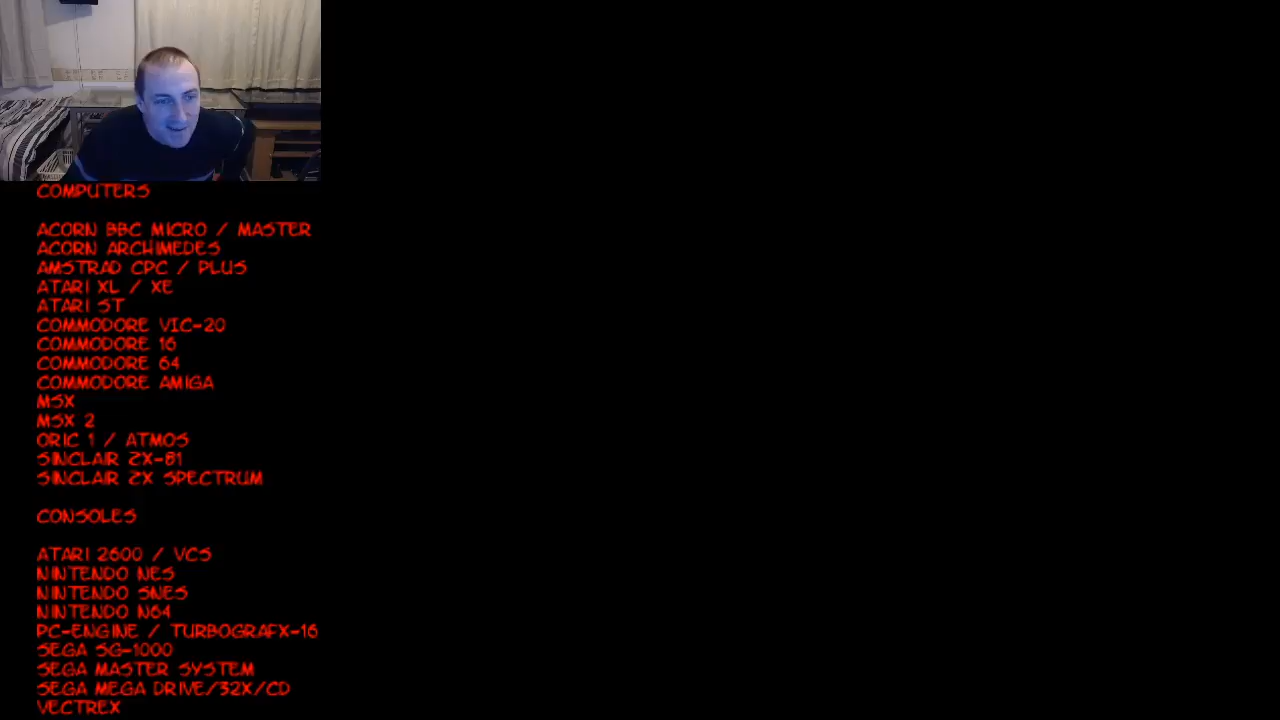 COMPUTERS
ACORN BBC MICRO / MASTER
ACORN ARCHIMEDES
AMSTRAD CPC / PLUS
ATARI XL / XE
ATARI ST
COMMODORE VIC-20
COMMODORE 16
COMMODORE 64
COMMODORE AMIGA
MSX
MSX 2
ORIC 1 / ATMOS
SINCLAIR ZX-81
SINCLAIR ZX SPECTRUM
CONSOLES
ATARI 2600 / VCS
NINTENDO NES
NINTENDO SNES
NINTENDO N64
PC-ENGINE / TURBOGRAFX-16
SEGA SG-1000
SEGA MASTER SYSTEM
SEGA MEGA DRIVE/32X/CD
VECTREX